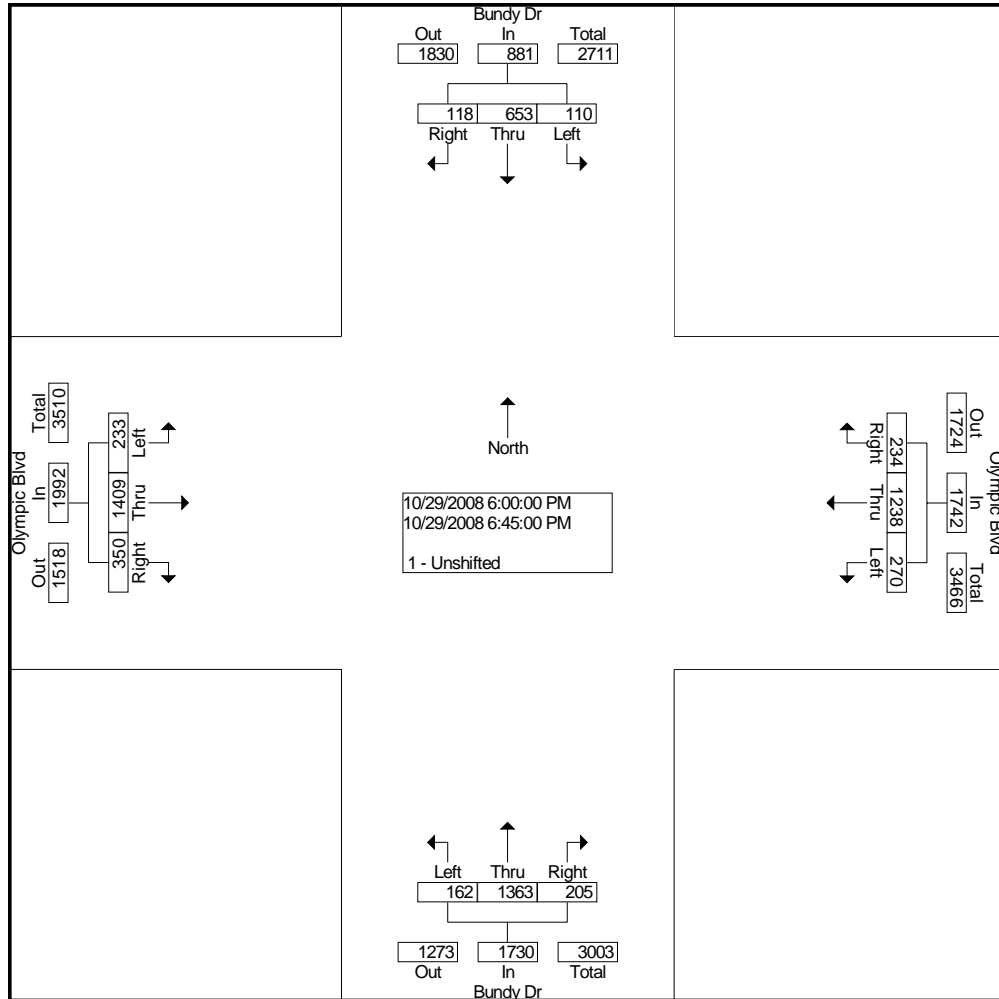 Bundy Dr
Out In Total
1830 881 2711
118 653 110
Right Thru Left
Olympic Blvd
Out In Total
1518 1992 3510
350 1409 233
Right Thru Left
North
10/29/2008 6:00:00 PM
10/29/2008 6:45:00 PM
1 - Unshifted
Right Thru Left
234 1238 270
Out In Total
1724 1742 3466
Olympic Blvd
Left Thru Right
162 1363 205
1273 1730 3003
Out In Total
Bundy Dr